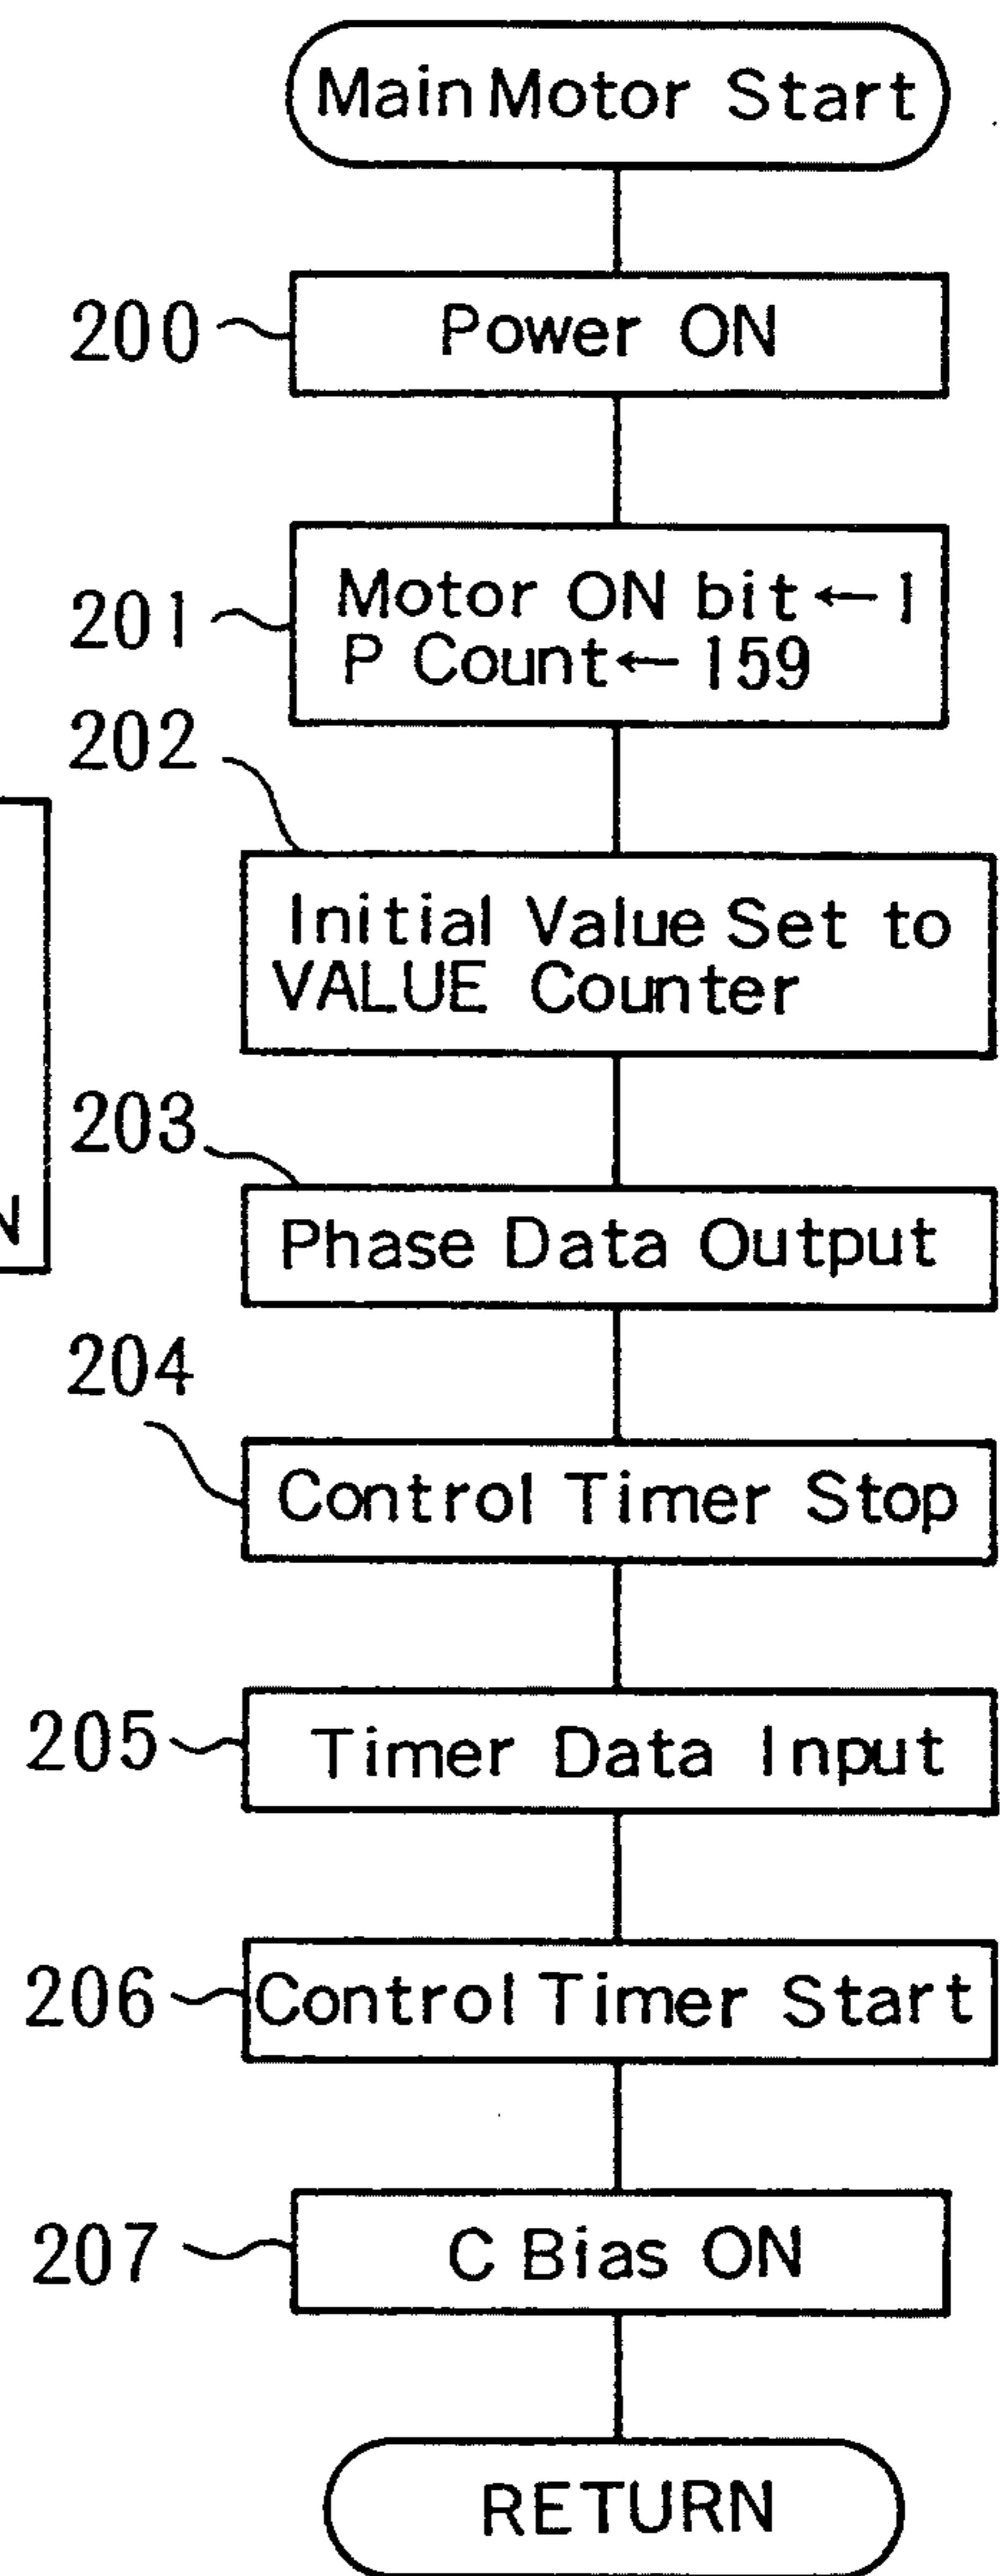 Main Motor Start
200
Power ON
201
Motor ON bit ← 1
P Count ← 159
202
Initial Value Set to
VALUE Counter
203
Phase Data Output
204
Control Timer Stop
205
Timer Data Input
206
Control Timer Start
207
C Bias ON
RETURN